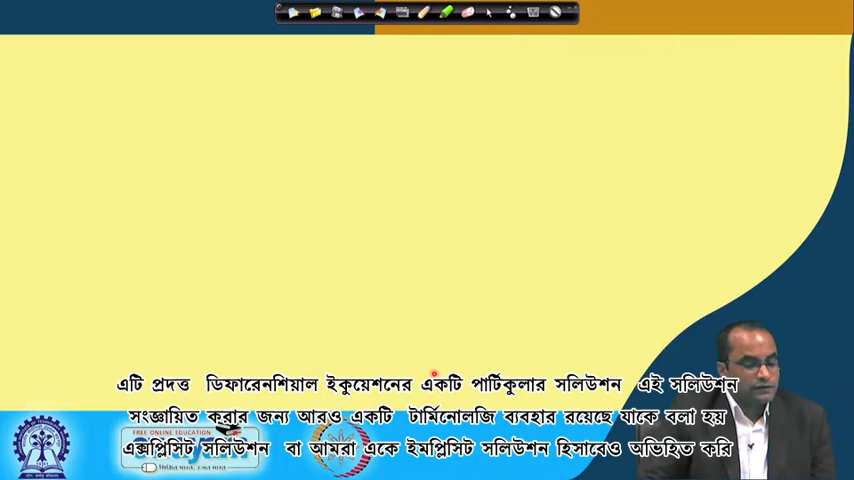 এটি প্রদত্ত ডিফারেনশিয়াল ইকুয়েশনের একটি পার্টিকুলার সলিউশন এই সলিউশন
সংজ্ঞায়িত করার জন্য আরও একটি টার্মিনোলজি ব্যবহার রয়েছে যাকে বলা হয়
এক্সপ্লিসিট সলিউশন বা আমরা একে ইমপ্লিসিট সলিউশন হিসাবেও অভিহিত করি
FREE ONLINE EDUCATION